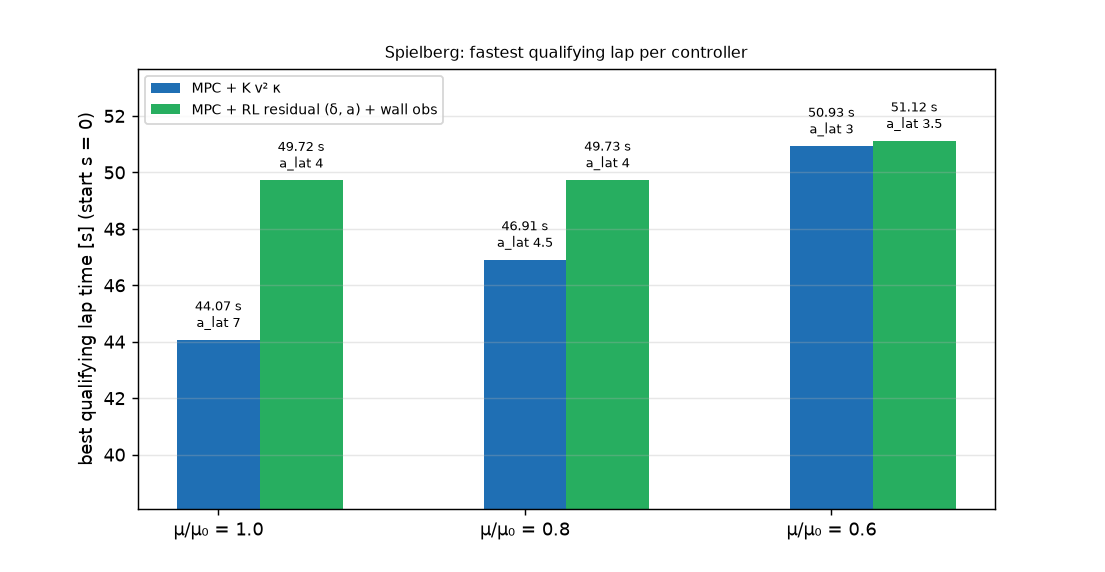 Spielberg: fastest qualifying lap per controller
MPC + K v² κ
MPC + RL residual (δ, a) + wall obs
best qualifying lap time [s] (start s = 0)
52
50
48
46
44
42
40
44.07 s
a_lat 7
49.72 s
a_lat 4
46.91 s
a_lat 4.5
49.73 s
a_lat 4
50.93 s
a_lat 3
51.12 s
a_lat 3.5
μ/μ₀ = 1.0
μ/μ₀ = 0.8
μ/μ₀ = 0.6